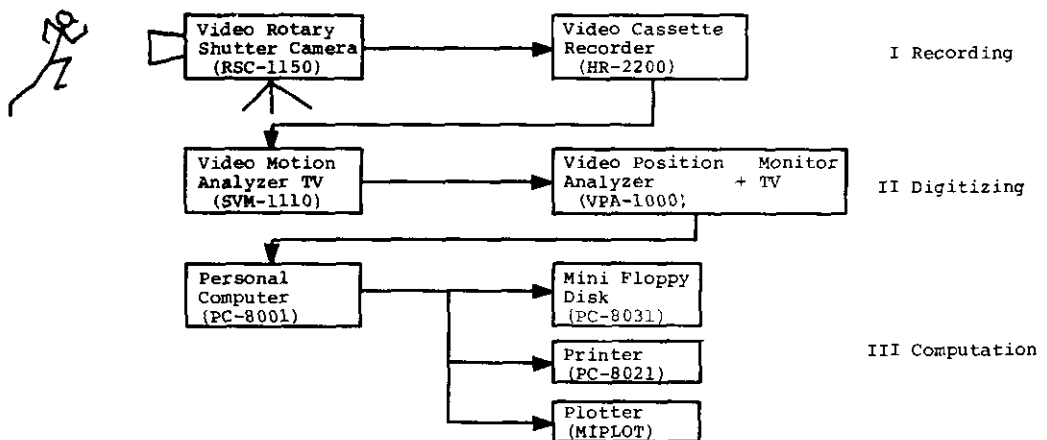 Video Rotary
Shutter Camera
(RSC-1150)
Video Cassette
Recorder
(HR-2200)
I Recording
Video Motion
Analyzer TV
(SVM-1110)
Video Position + Monitor
Analyzer TV
(VPA-1000)
II Digitizing
Personal
Computer
(PC-8001)
Mini Floppy
Disk
(PC-8031)
Printer
(PC-8021)
Plotter
(MIPLOT)
III Computation